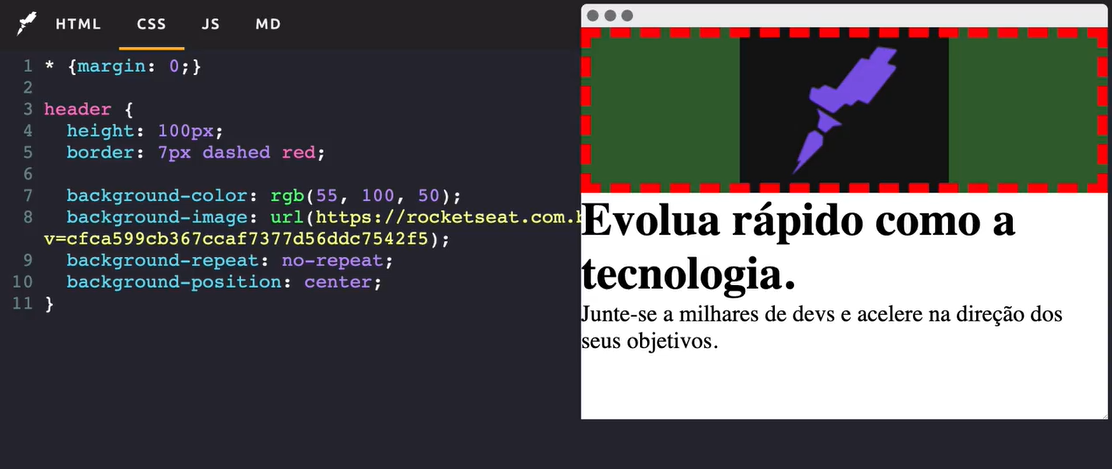 HTML CSS JS MD
1 * {margin: 0;}
2
3 header {
4 height: 100px;
5 border: 7px dashed red;
6
7 background-color: rgb(55, 100, 50);
8 background-image: url(https://rocketseat.com.b
v=cfca599cb367ccaf7377d56ddc7542f5);
9 background-repeat: no-repeat;
10 background-position: center;
11 }
Evolua rápido como a
tecnologia.
Junte-se a milhares de devs e acelere na direção dos
seus objetivos.